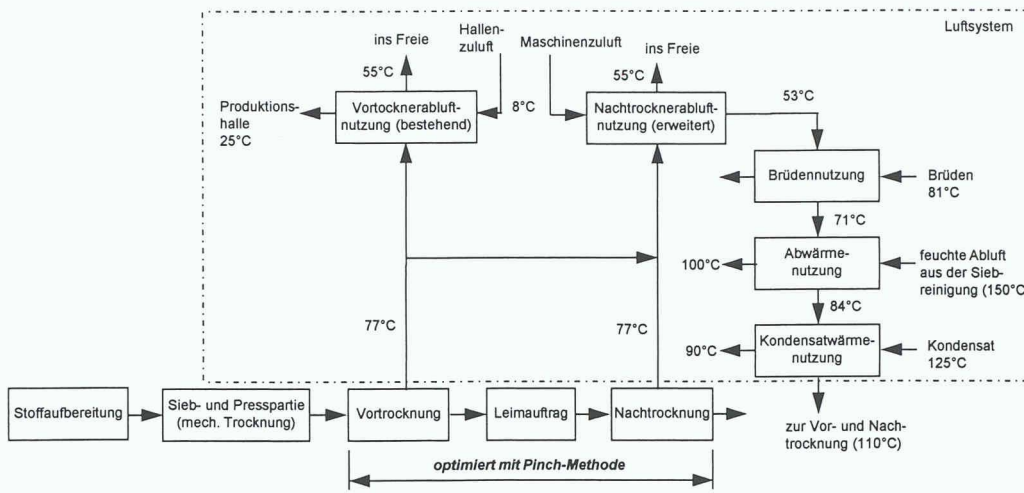 Luftsystem
ins Freie
Hallen-
zuluft
Maschinenzuluft
ins Freie
55°C
55°C
Produktions-
halle
25°C
Vortocknerabluft-
nutzung (bestehend)
8°C
Nachtrocknerabluft-
nutzung (erweitert)
53°C
Brüdennutzung
Brüden
81°C
71°C
100°C
Abwärme-
nutzung
feuchte Abluft
aus der Sieb-
reinigung (150°C
77°C
77°C
84°C
90°C
Kondensatwärme-
nutzung
Kondensat
125°C
Stoffaufbereitung
Sieb- und Presspartie
(mech. Trocknung)
Vortrocknung
Leimauftrag
Nachtrocknung
zur Vor- und Nach-
trocknung (110°C)
optimiert mit Pinch-Methode